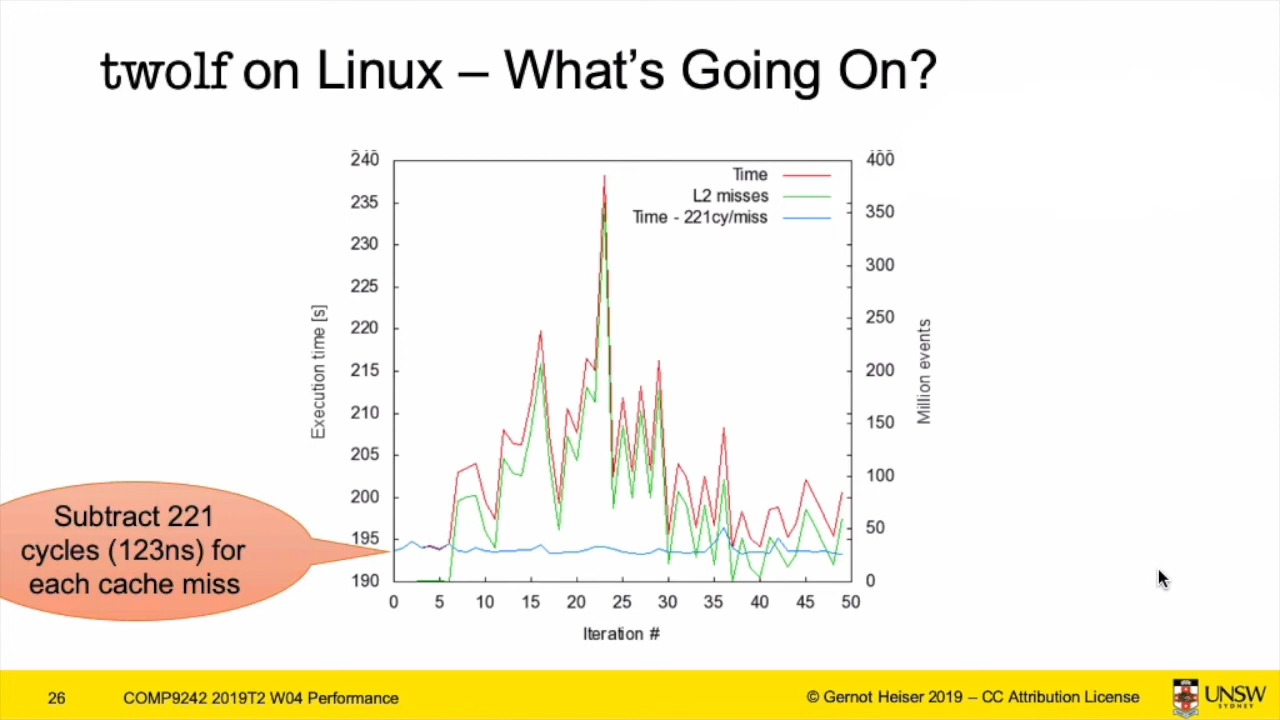 twolf on Linux – What's Going On?
240
235
230
225
220
215
210
205
200
195
190
Execution time [s]
400
350
300
250
200
150
100
50
0
Million events
Time
L2 misses
Time - 221cy/miss
0 5 10 15 20 25 30 35 40 45 50
Iteration #
Subtract 221
cycles (123ns) for
each cache miss
26 COMP9242 2019T2 W04 Performance © Gernot Heiser 2019 – CC Attribution License
UNSW
SYDNEY